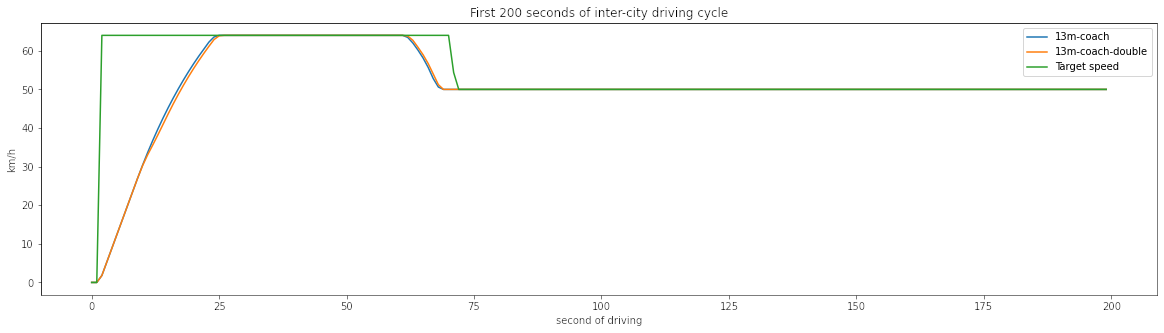 First 200 seconds of inter-city driving cycle
13m-coach
13m-coach-double
Target speed
60
50
40
30
20
10
0
km/h
0 25 50 75 100 125 150 175 200
second of driving